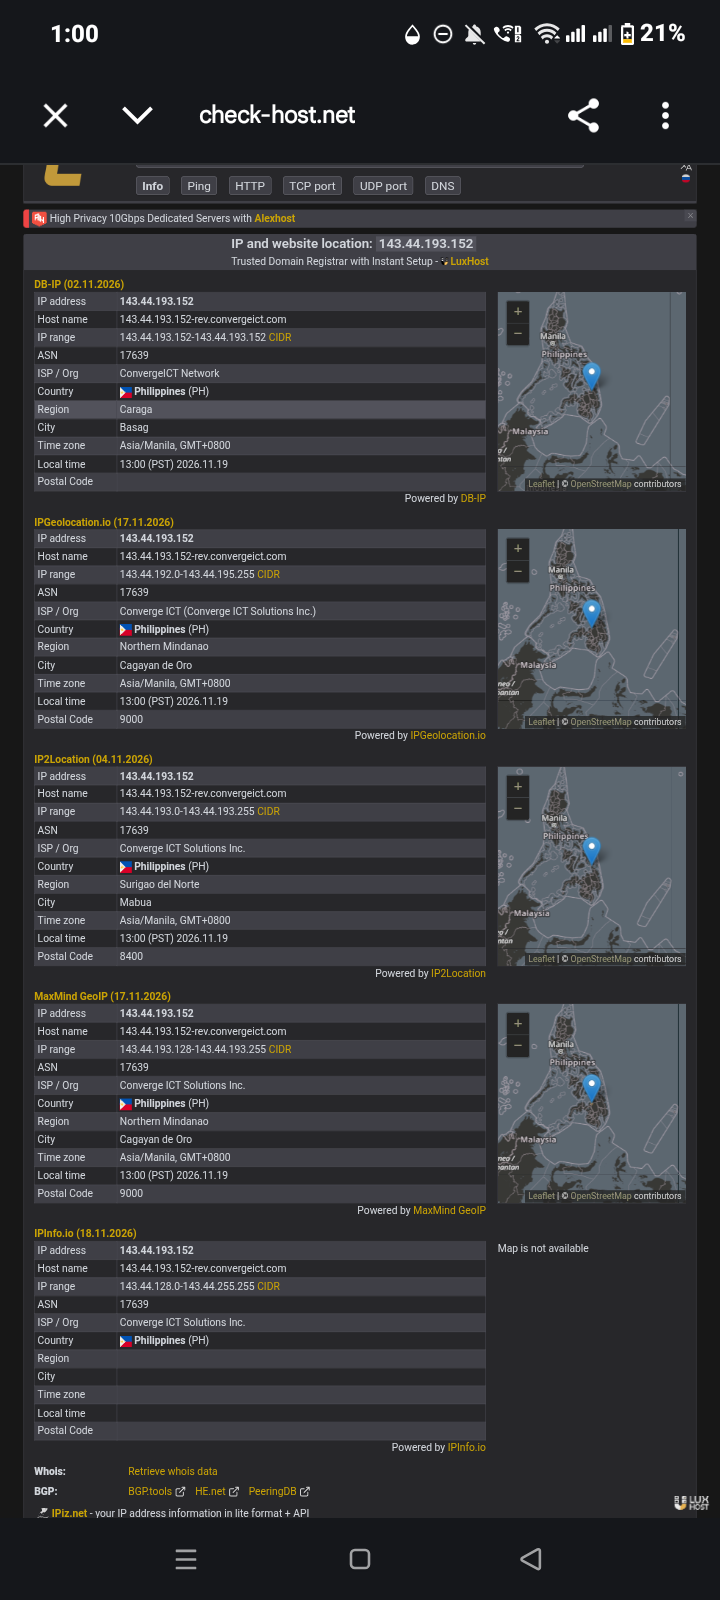 1:00
21%
check-host.net
Info Ping HTTP TCP port UDP port DNS
High Privacy 10Gbps Dedicated Servers with Alexhost
IP and website location: 143.44.193.152
Trusted Domain Registrar with Instant Setup - LuxHost
DB-IP (02.11.2026)
IP address 143.44.193.152
Host name 143.44.193.152-rev.convergeict.com
IP range 143.44.193.152-143.44.193.152 CIDR
ASN 17639
ISP / Org ConvergeICT Network
Country Philippines (PH)
Region Caraga
City Basag
Time zone Asia/Manila, GMT+0800
Local time 13:00 (PST) 2026.11.19
Postal Code
+
−
Manila
Philippines
Malaysia
Leaflet | © OpenStreetMap contributors
Powered by DB-IP
IPGeolocation.io (17.11.2026)
IP address 143.44.193.152
Host name 143.44.193.152-rev.convergeict.com
IP range 143.44.192.0-143.44.195.255 CIDR
ASN 17639
ISP / Org Converge ICT (Converge ICT Solutions Inc.)
Country Philippines (PH)
Region Northern Mindanao
City Cagayan de Oro
Time zone Asia/Manila, GMT+0800
Local time 13:00 (PST) 2026.11.19
Postal Code 9000
+
−
Manila
Philippines
Malaysia
Leaflet | © OpenStreetMap contributors
Powered by IPGeolocation.io
IP2Location (04.11.2026)
IP address 143.44.193.152
Host name 143.44.193.152-rev.convergeict.com
IP range 143.44.193.0-143.44.193.255 CIDR
ASN 17639
ISP / Org Converge ICT Solutions Inc.
Country Philippines (PH)
Region Surigao del Norte
City Mabua
Time zone Asia/Manila, GMT+0800
Local time 13:00 (PST) 2026.11.19
Postal Code 8400
+
−
Manila
Philippines
Malaysia
Leaflet | © OpenStreetMap contributors
Powered by IP2Location
MaxMind GeoIP (17.11.2026)
IP address 143.44.193.152
Host name 143.44.193.152-rev.convergeict.com
IP range 143.44.193.128-143.44.193.255 CIDR
ASN 17639
ISP / Org Converge ICT Solutions Inc.
Country Philippines (PH)
Region Northern Mindanao
City Cagayan de Oro
Time zone Asia/Manila, GMT+0800
Local time 13:00 (PST) 2026.11.19
Postal Code 9000
+
−
Manila
Philippines
Malaysia
Leaflet | © OpenStreetMap contributors
Powered by MaxMind GeoIP
IPInfo.io (18.11.2026)
IP address 143.44.193.152
Host name 143.44.193.152-rev.convergeict.com
IP range 143.44.128.0-143.44.255.255 CIDR
ASN 17639
ISP / Org Converge ICT Solutions Inc.
Country Philippines (PH)
Region
City
Time zone
Local time
Postal Code
Map is not available
Powered by IPInfo.io
Whois: Retrieve whois data
BGP: BGP.tools HE.net PeeringDB
LUX
HOST
IPiz.net - your IP address information in lite format + API